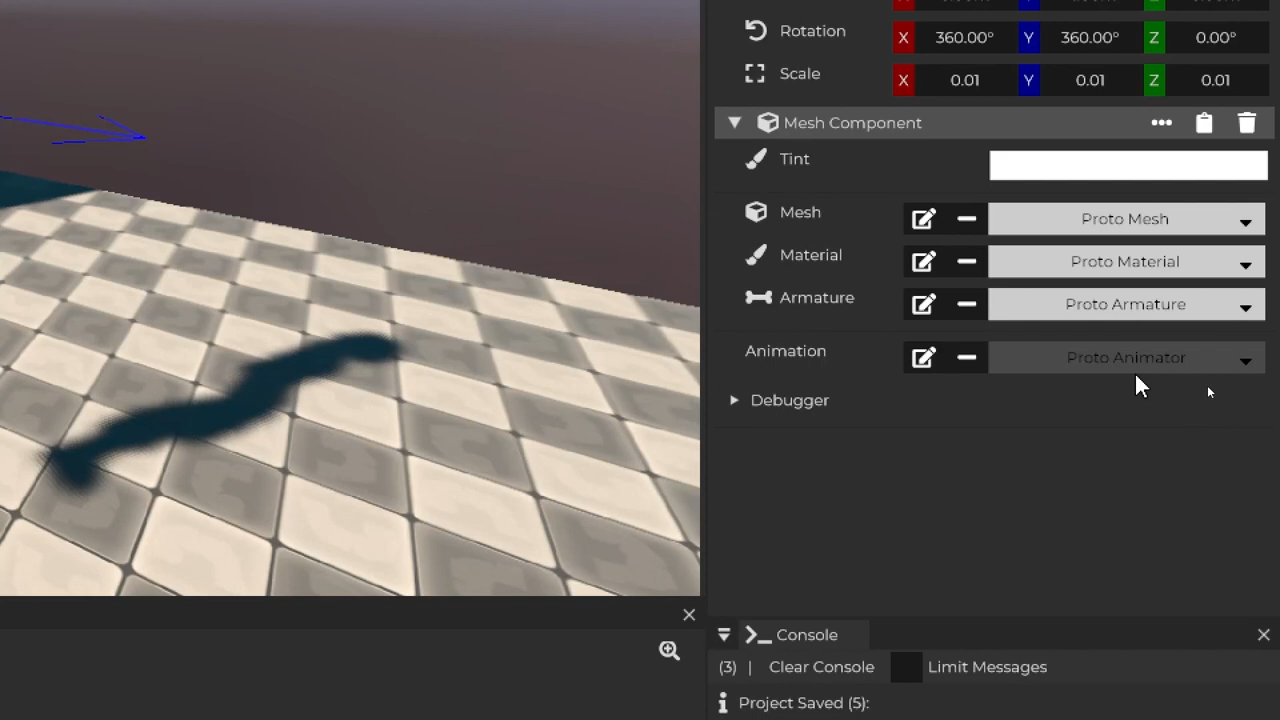 Rotation X 360.00° Y 360.00° Z 0.00°
Scale X 0.01 Y 0.01 Z 0.01
Mesh Component
Tint
Mesh Proto Mesh
Material Proto Material
Armature Proto Armature
Animation Proto Animator
Debugger
Console
(3) | Clear Console Limit Messages
Project Saved (5):